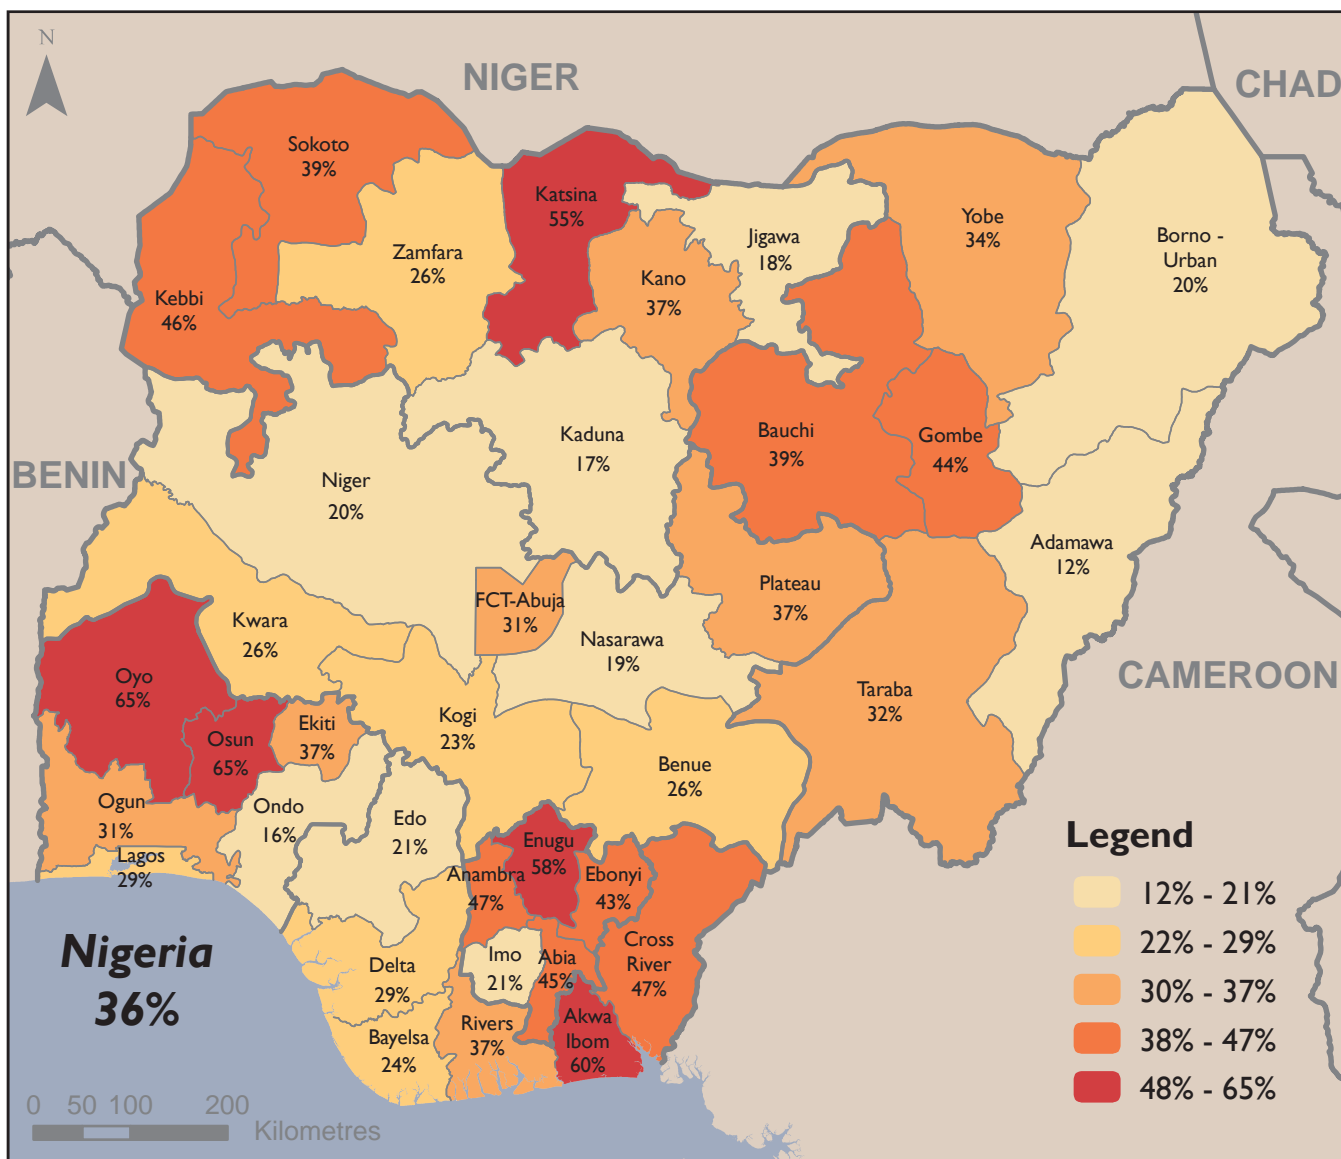 N
NIGER
CHAD
Sokoto
39%
Katsina
55%
Yobe
34%
Jigawa
18%
Borno -
Urban
20%
Zamfara
26%
Kano
37%
Kebbi
46%
Kaduna
17%
Bauchi
39%
Gombe
44%
BENIN
Niger
20%
Adamawa
12%
Plateau
37%
FCT-Abuja
31%
Kwara
26%
Nasarawa
19%
CAMEROON
Oyo
65%
Taraba
32%
Kogi
23%
Ekiti
37%
Osun
65%
Benue
26%
Ogun
31%
Ondo
16%
Edo
21%
Lagos
29%
Enugu
58%
Anambra
47%
Ebonyi
43%
Imo
21%
Abia
45%
Cross
River
47%
Delta
29%
Akwa
Ibom
60%
Rivers
37%
Bayelsa
24%
Nigeria
36%
Legend
12% - 21%
22% - 29%
30% - 37%
38% - 47%
48% - 65%
0 50 100 200
Kilometres